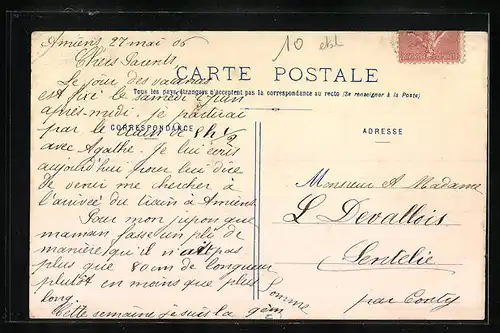 Amiens 27 mai 06
10
Chers Parents
CARTE POSTALE
Tous les pays étrangers n'acceptent pas la correspondance au recto (Se renseigner à la Poste)
Le jour des vacances
est fixé le samedi 2 juin
après-midi. Je partirai
par le train de 8h ½
CORRESPONDANCE
avec Agathe. Je lui écris
aujourd'hui pour lui dire
de venir me chercher à
l'arrivée du train à Amiens.
Pour mon jupon que
maman fasse un pli de
manière qu'il n'ait pas
plus que 80 cm de longueur
plutôt en moins que plus
long.
Cette semaine je suis la 9ème
ADRESSE
Monsieur & Madame
L Devallois
Sentelie
par Conty
Somme